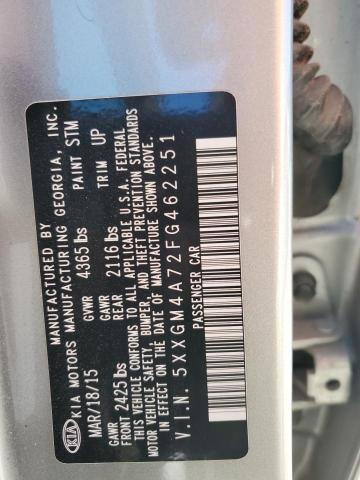 MANUFACTURED BY
KIA KIA MOTORS MANUFACTURING GEORGIA, INC.
MAR/18/15 GVWR 4365 lbs PAINT STM
GAWR FRONT 2425 lbs GAWR REAR 2116 lbs TRIM UP
THIS VEHICLE CONFORMS TO ALL APPLICABLE U.S.A. FEDERAL
MOTOR VEHICLE SAFETY, BUMPER, AND THEFT PREVENTION STANDARDS
IN EFFECT ON THE DATE OF MANUFACTURE SHOWN ABOVE.
V.I.N. 5XXGM4A72FG462251
PASSENGER CAR